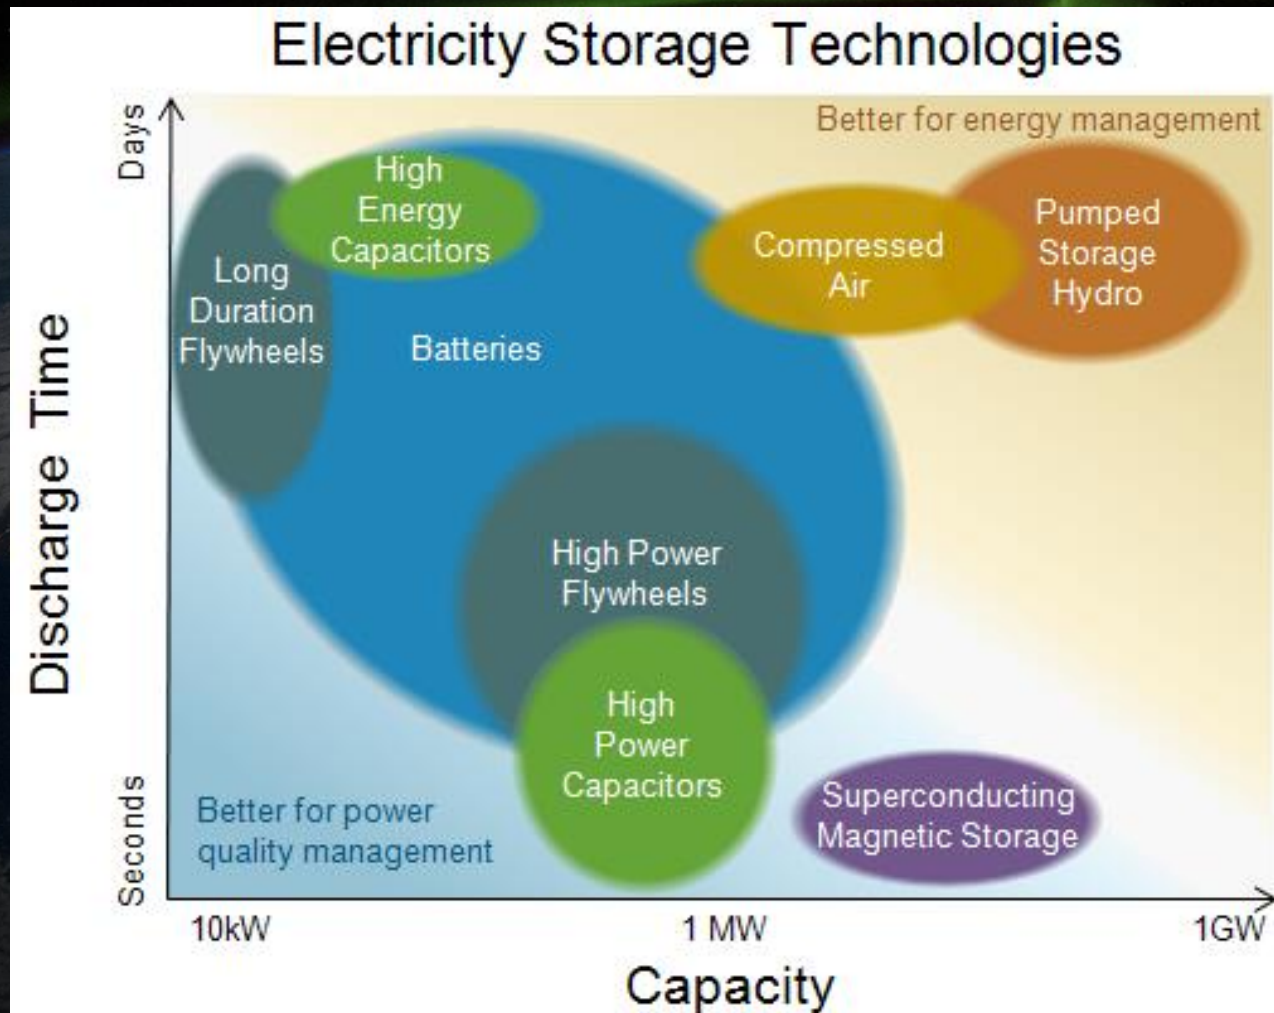 Electricity Storage Technologies
Better for energy management
Days
High
Energy
Capacitors
Pumped
Storage
Hydro
Compressed
Air
Long
Duration
Flywheels
Batteries
Discharge Time
High Power
Flywheels
High
Power
Capacitors
Superconducting
Magnetic Storage
Better for power
quality management
Seconds
10kW
1 MW
1GW
Capacity